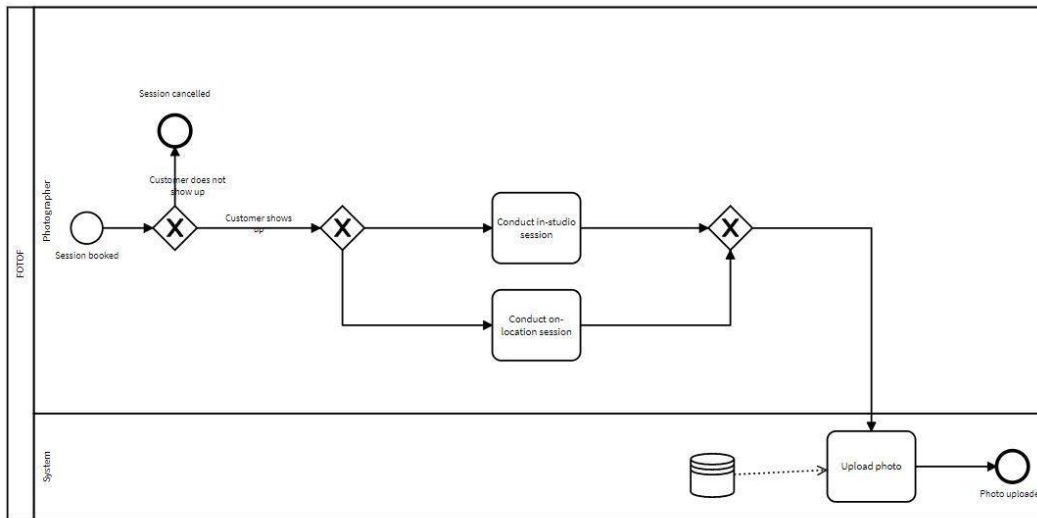 FOTOF
Photographer
Session cancelled
Customer does not
show up
Session booked
Customer shows
up
Conduct in-studio
session
Conduct on-
location session
System
Upload photo
Photo uploade